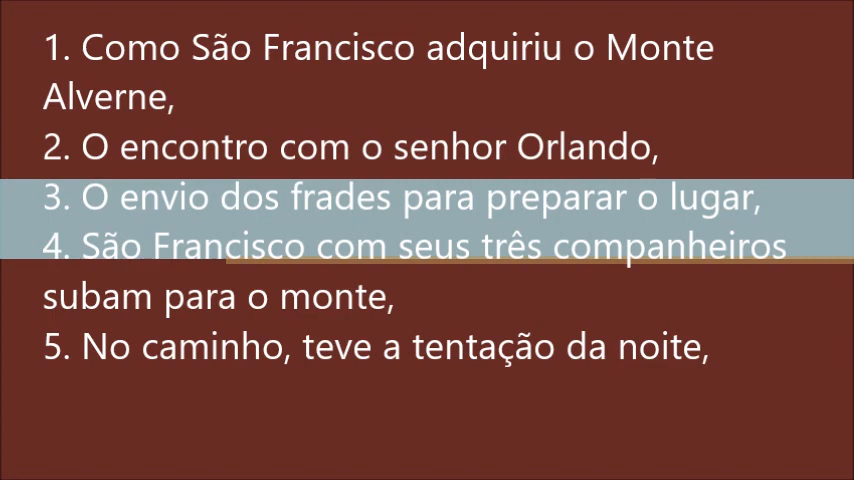 1. Como São Francisco adquiriu o Monte
Alverne,
2. O encontro com o senhor Orlando,
3. O envio dos frades para preparar o lugar,
4. São Francisco com seus três companheiros
subam para o monte,
5. No caminho, teve a tentação da noite,